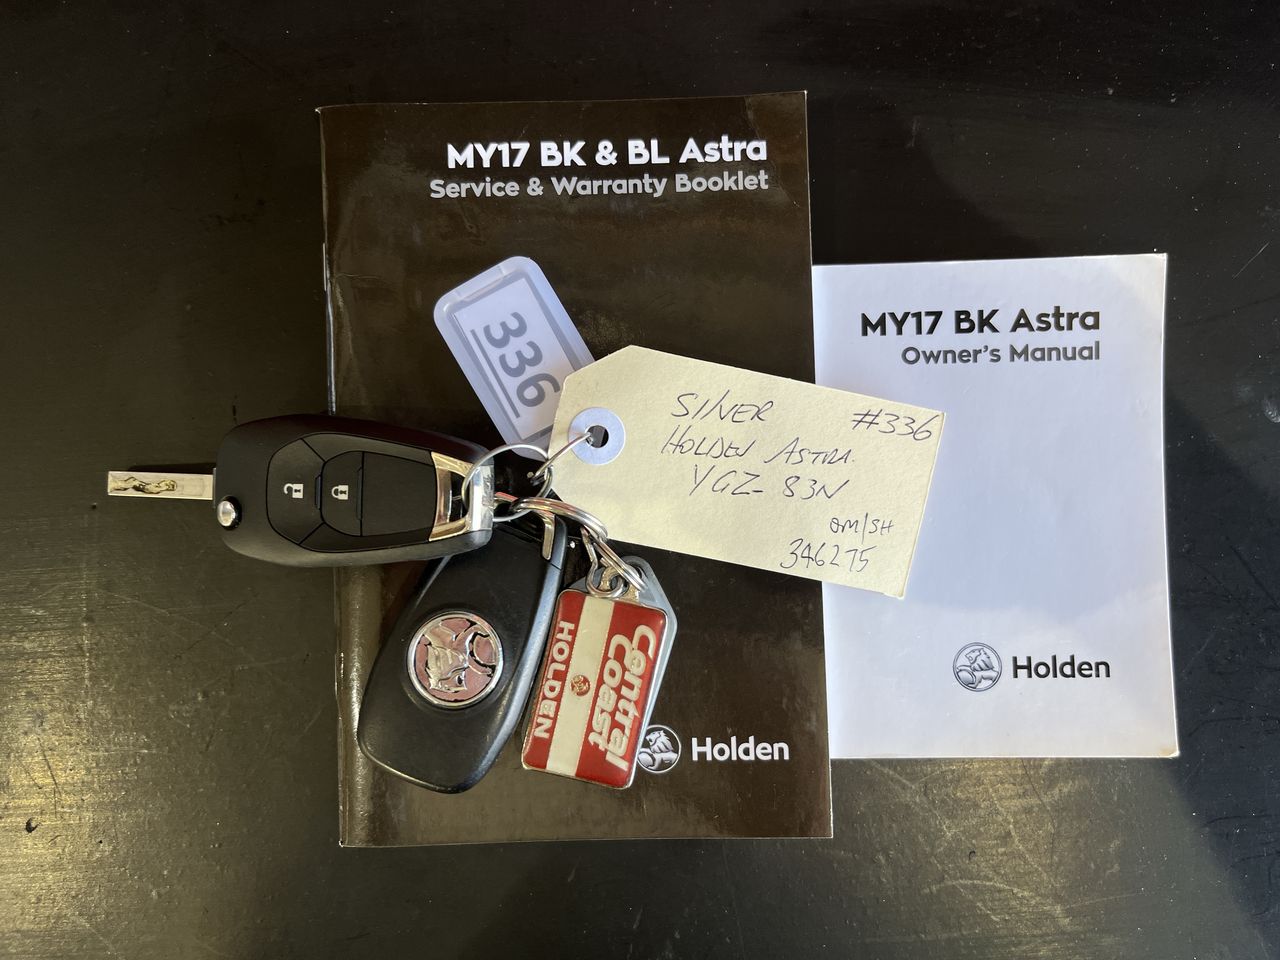 MY17 BK & BL Astra
Service & Warranty Booklet
336
SILVER #336
HOLDEN ASTRA.
YGZ-83N
OM/SH
346275
MY17 BK Astra
Owner's Manual
Holden
Central
Coast
HOLDEN
Holden